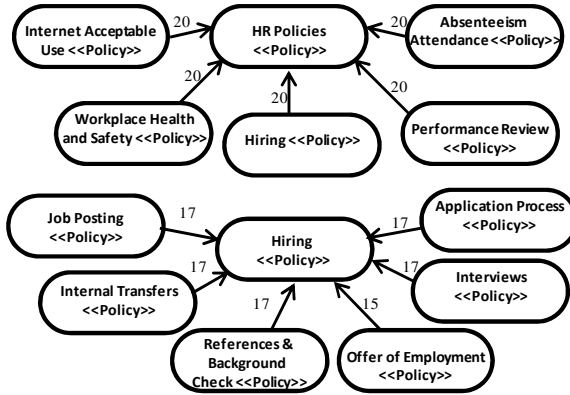 Internet Acceptable
Use <<Policy>>
20
HR Policies
<<Policy>>
20
Absenteeism
Attendance <<Policy>>
20
20
20
Workplace Health
and Safety <<Policy>>
Hiring <<Policy>>
Performance Review
<<Policy>>
Job Posting
<<Policy>>
17
Hiring
<<Policy>>
17
Application Process
<<Policy>>
Internal Transfers
<<Policy>>
17
17
Interviews
<<Policy>>
17
15
References &
Background
Check <<Policy>>
Offer of Employment
<<Policy>>